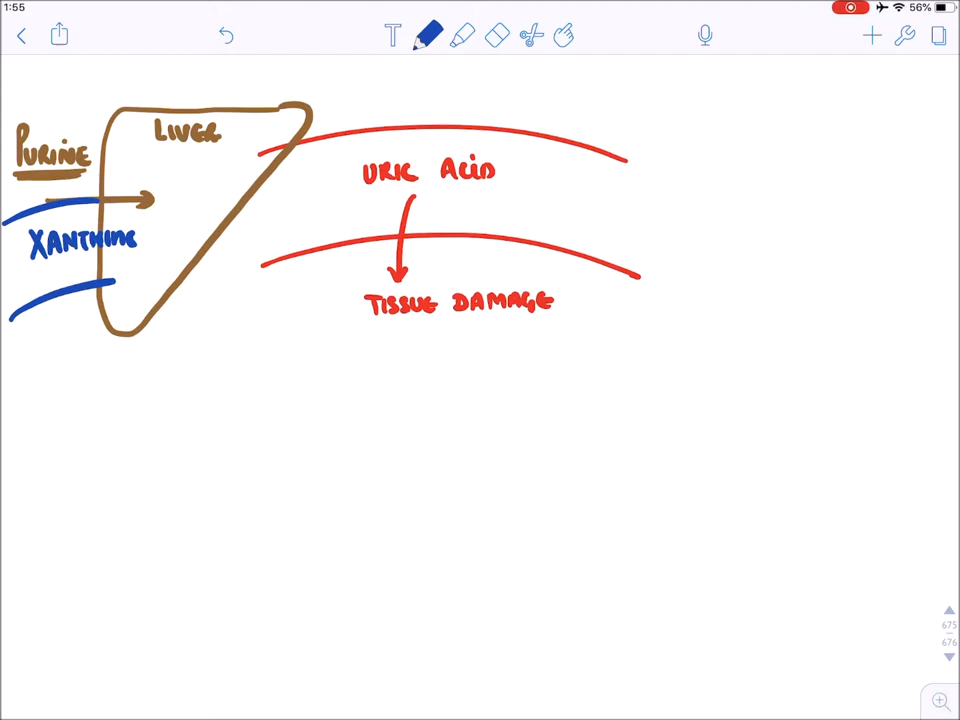 1:55
56%
T
LIVER
PURINE
URIC ACID
XANTHINE
TISSUE DAMAGE
675
676